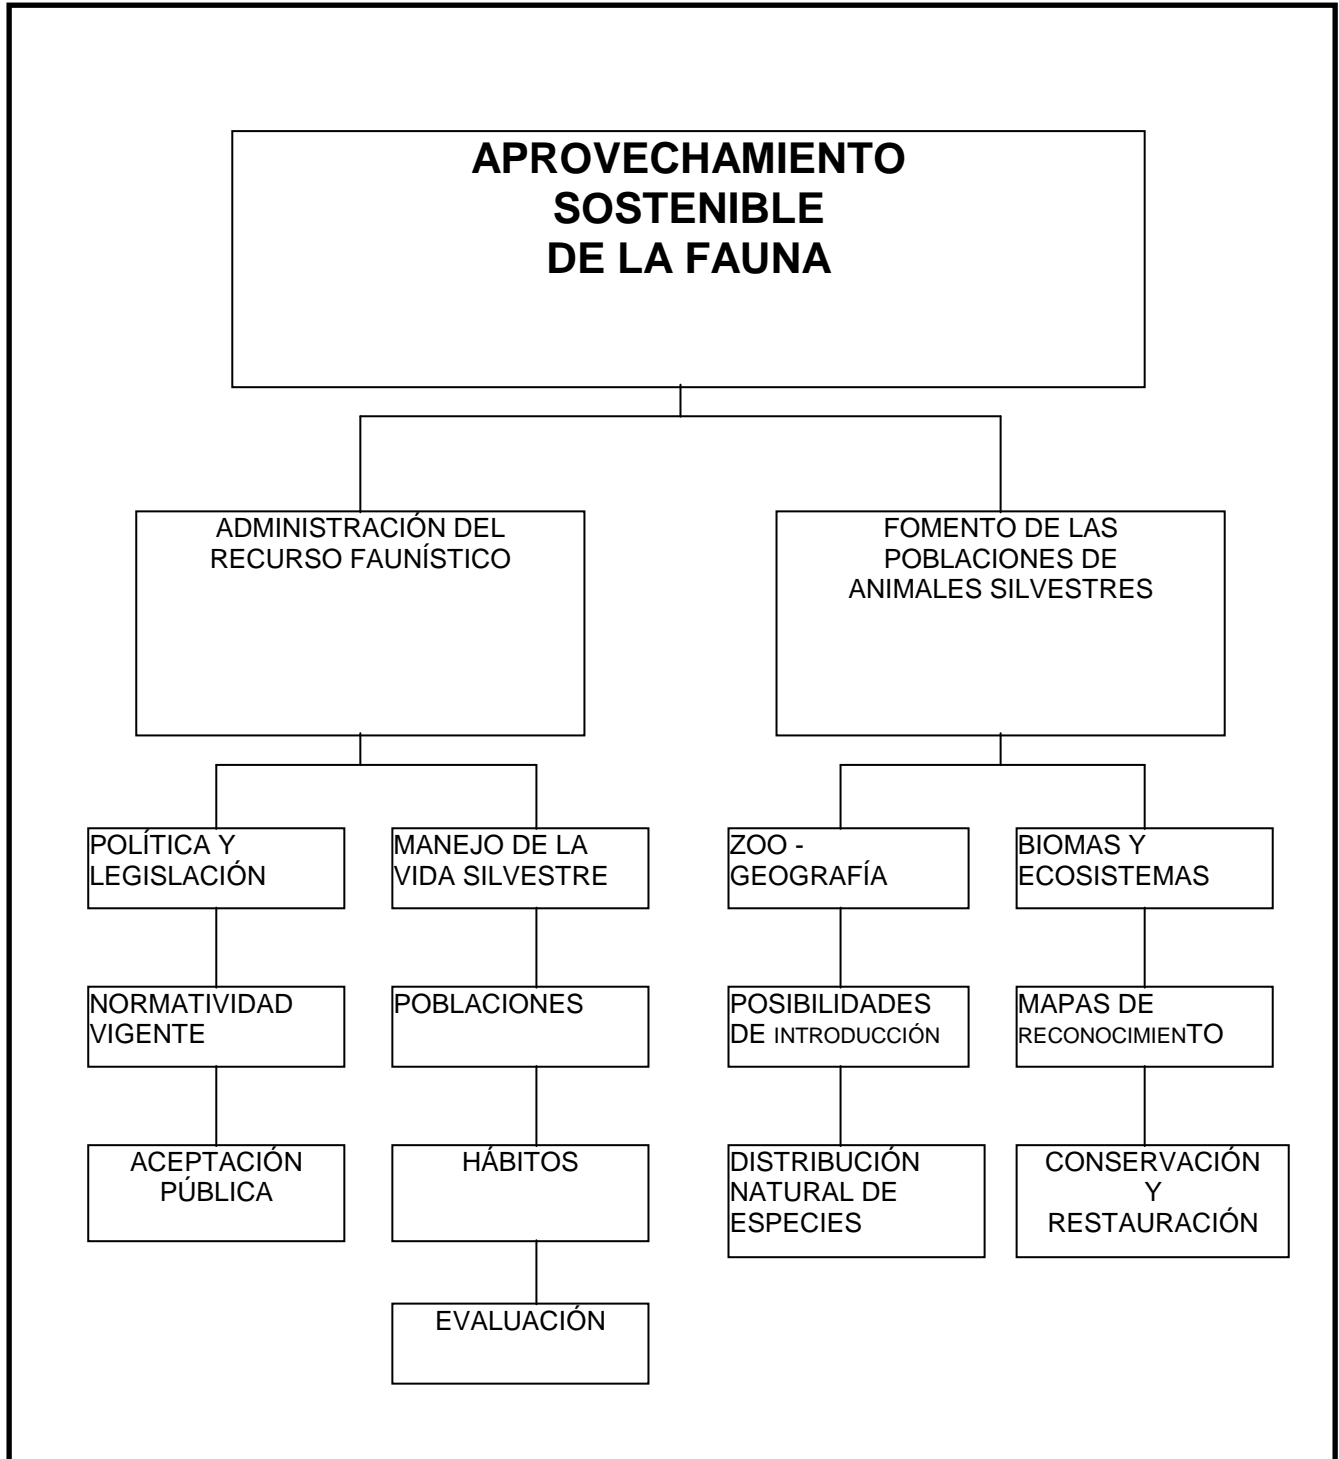 APROVECHAMIENTO
SOSTENIBLE
DE LA FAUNA
ADMINISTRACIÓN DEL
RECURSO FAUNÍSTICO
FOMENTO DE LAS
POBLACIONES DE
ANIMALES SILVESTRES
POLÍTICA Y
LEGISLACIÓN
MANEJO DE LA
VIDA SILVESTRE
ZOO -
GEOGRAFÍA
BIOMAS Y
ECOSISTEMAS
NORMATIVIDAD
VIGENTE
POBLACIONES
POSIBILIDADES
DE INTRODUCCIÓN
MAPAS DE
RECONOCIMIENTO
ACEPTACIÓN
PÚBLICA
HÁBITOS
DISTRIBUCIÓN
NATURAL DE
ESPECIES
CONSERVACIÓN
Y
RESTAURACIÓN
EVALUACIÓN